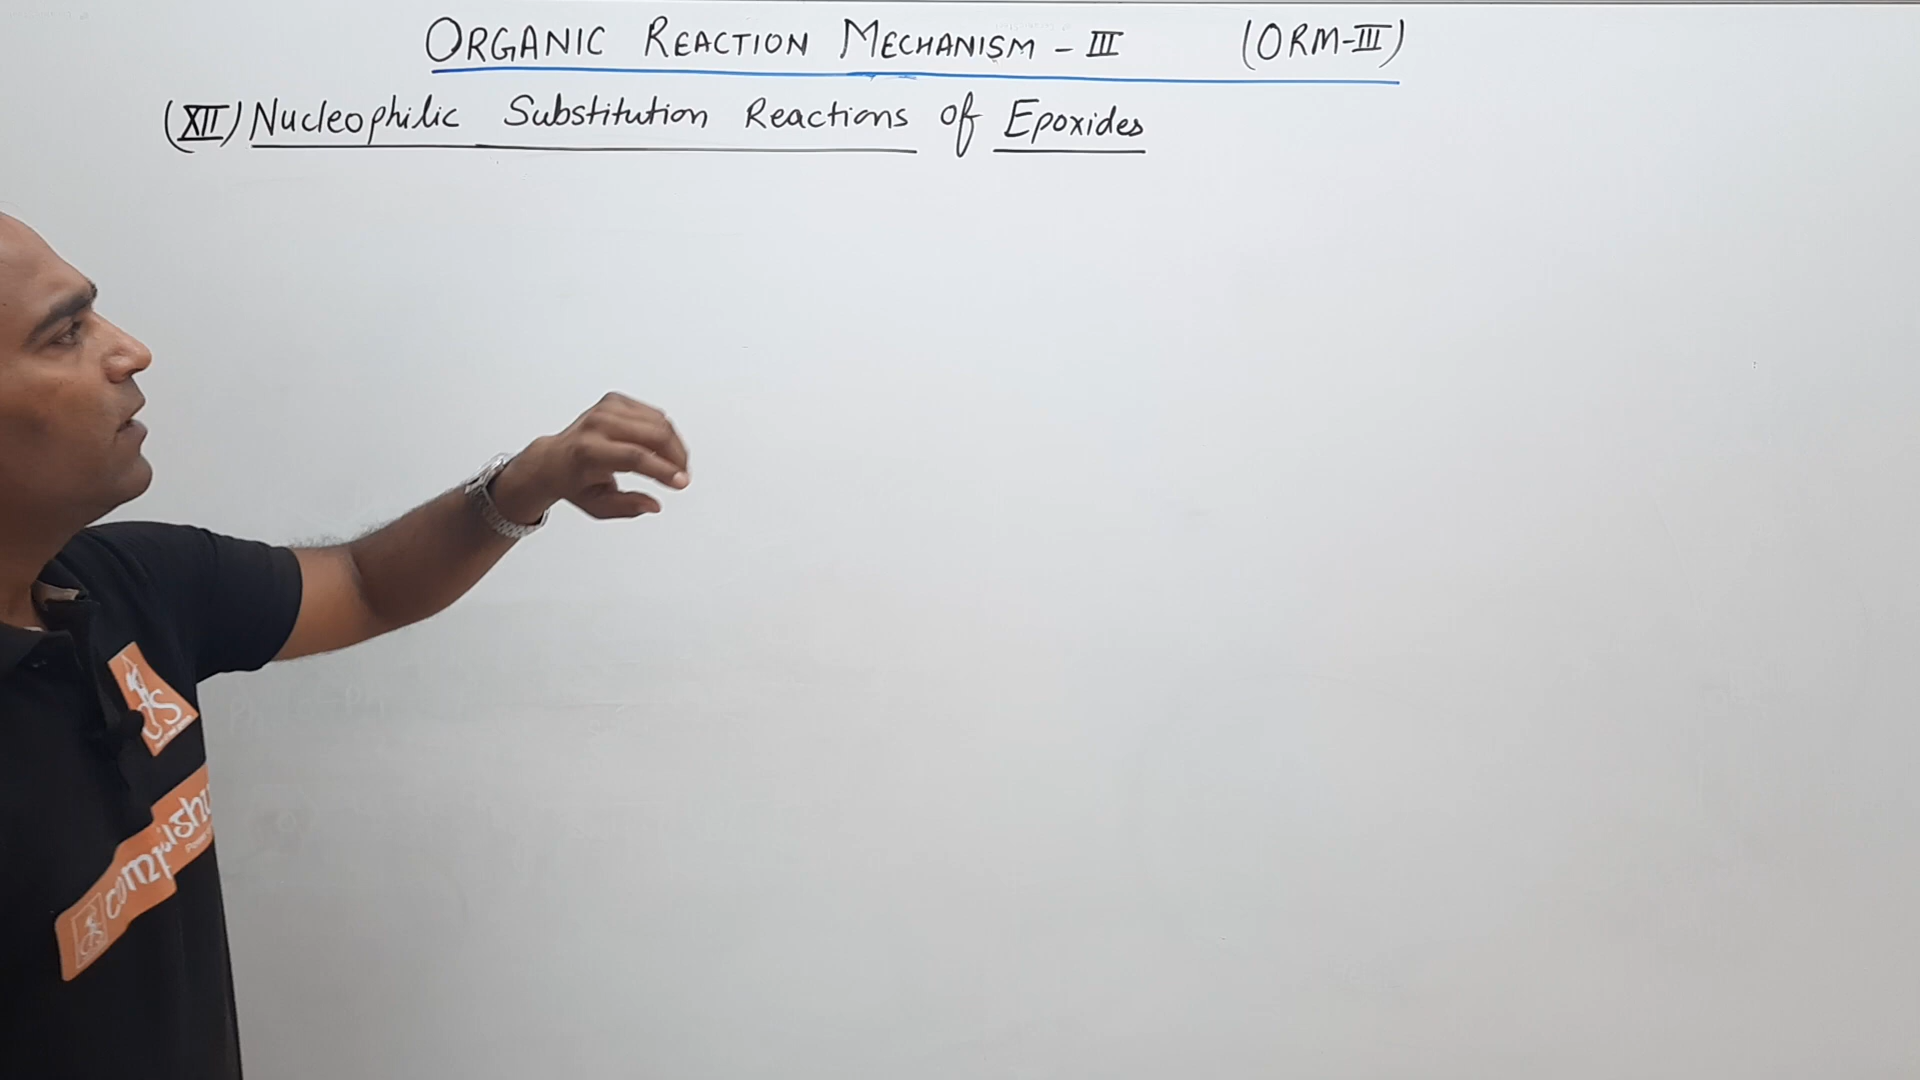 ORGANIC REACTION MECHANISM - III (ORM-III)
(XII) Nucleophilic Substitution Reactions of Epoxides